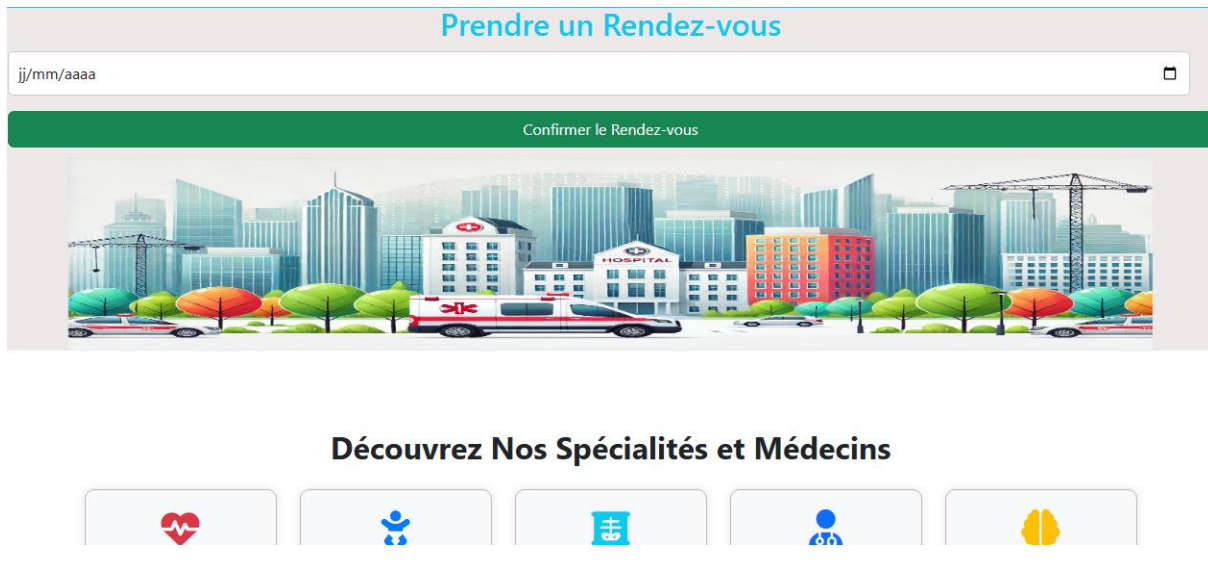 Prendre un Rendez-vous
jj/mm/aaaa
Confirmer le Rendez-vous
HOSPITAL
Découvrez Nos Spécialités et Médecins